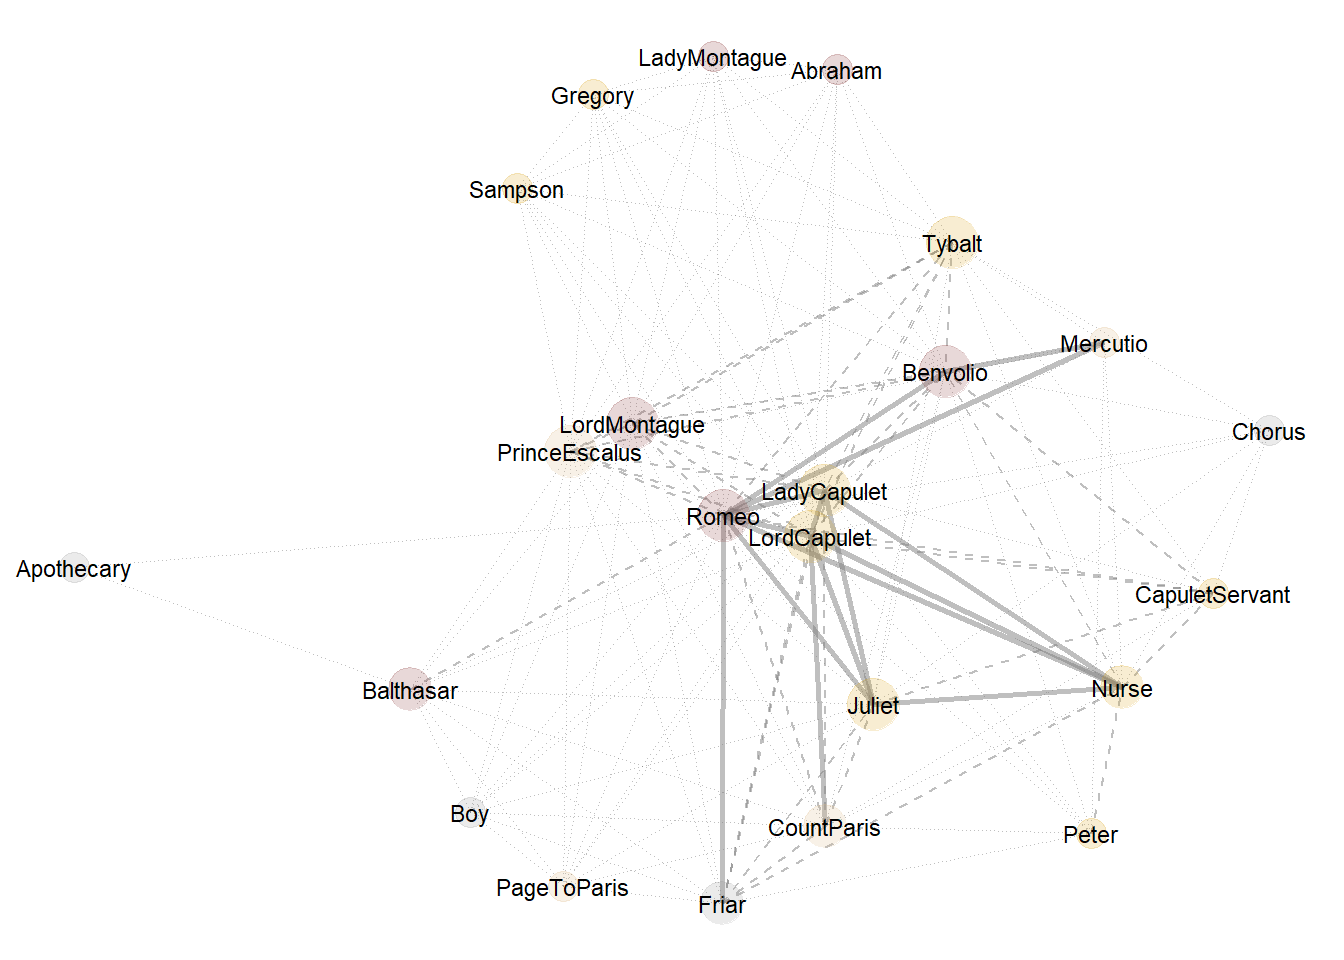 LadyMontague
Abraham
Gregory
Sampson
Tybalt
Mercutio
Benvolio
LordMontague
Chorus
PrinceEscalus
LadyCapulet
Romeo
LordCapulet
Apothecary
CapuletServant
Balthasar
Nurse
Juliet
Boy
CountParis
Peter
PageToParis
Friar